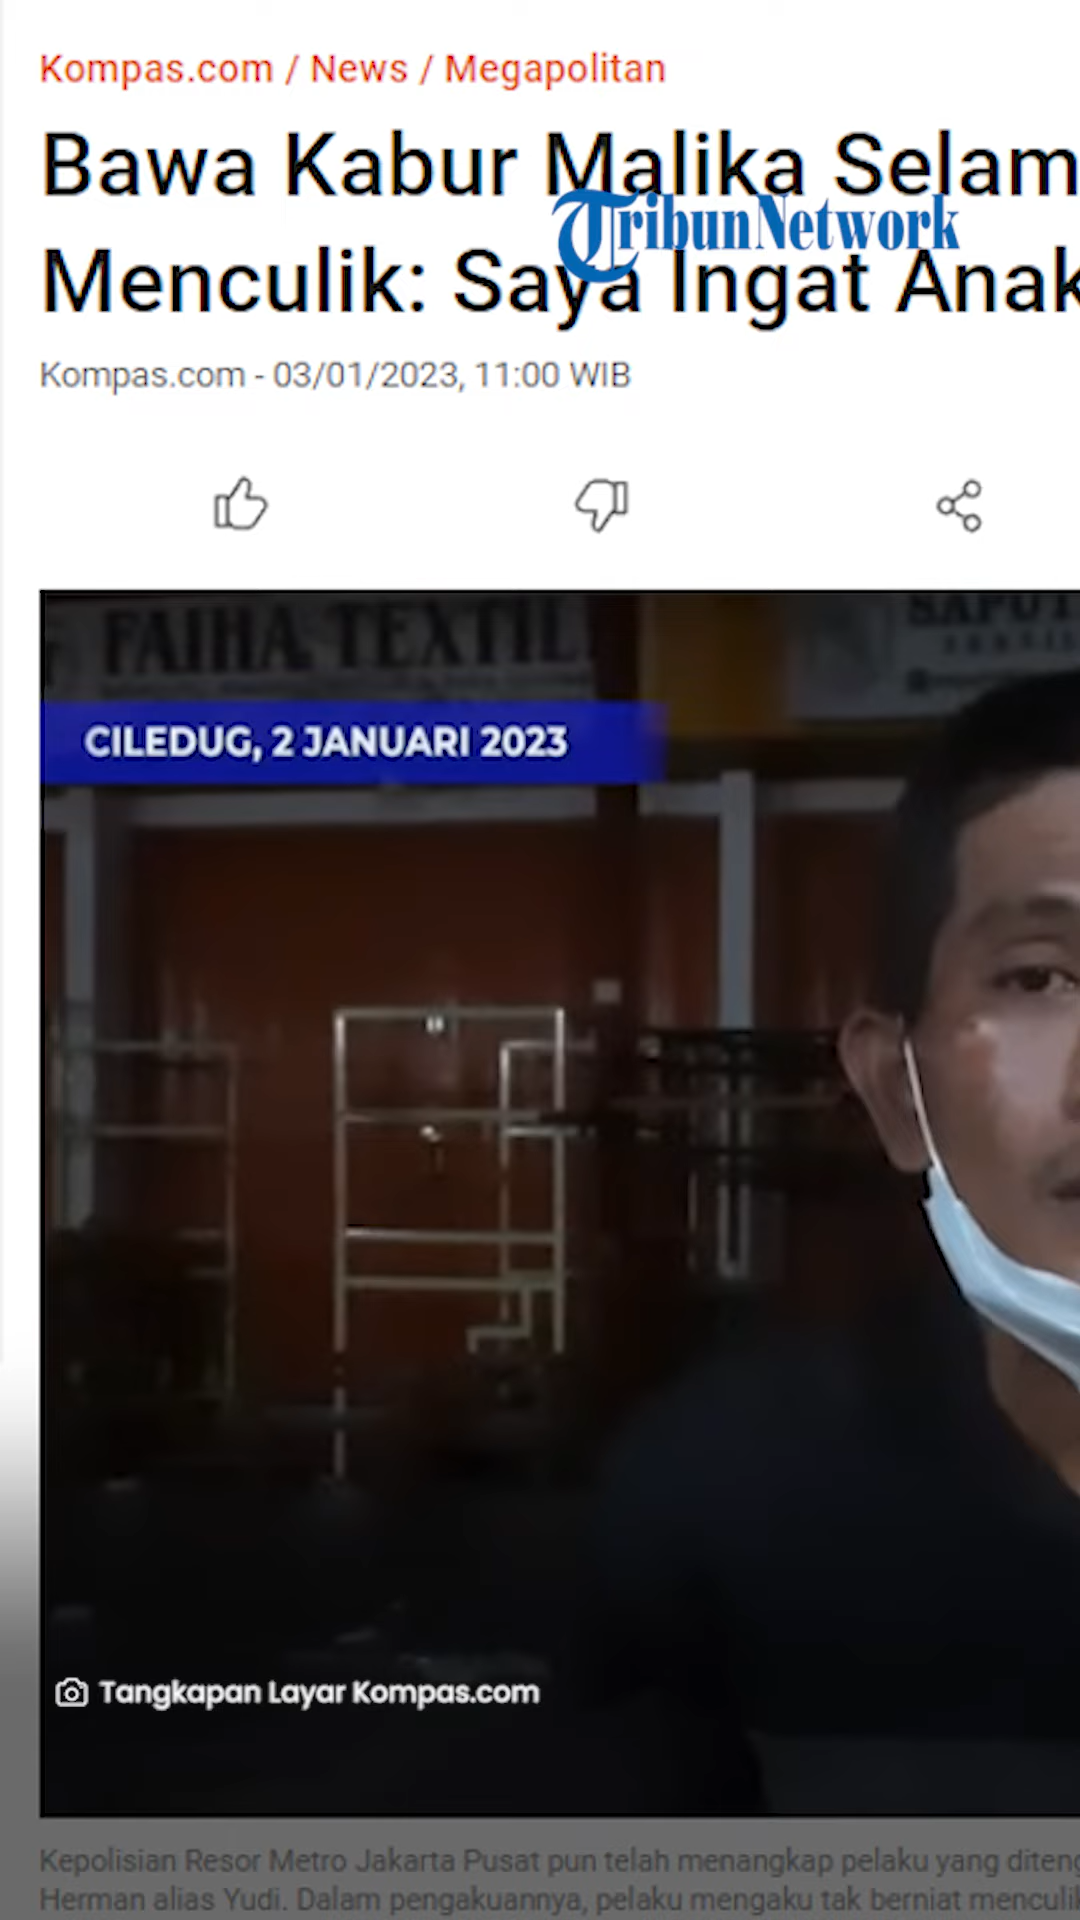 Kompas.com / News / Megapolitan
Bawa Kabur Malika Selam
TribunNetwork
Menculik: Saya Ingat Anak
Kompas.com - 03/01/2023, 11:00 WIB
FAIHA TEXTIL
CILEDUG, 2 JANUARI 2023
Tangkapan Layar Kompas.com
Kepolisian Resor Metro Jakarta Pusat pun telah menangkap pelaku yang diteng
Herman alias Yudi. Dalam pengakuannya, pelaku mengaku tak berniat menculik